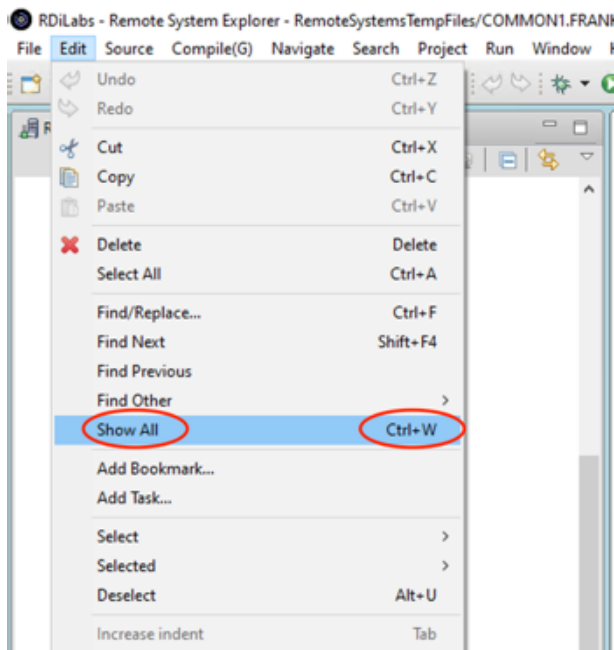 RDiLabs - Remote System Explorer - RemoteSystemsTempFiles/COMMON1.FRANK
File Edit Source Compile(G) Navigate Search Project Run Window
Undo Ctrl+Z
Redo Ctrl+Y
Cut Ctrl+X
Copy Ctrl+C
Paste Ctrl+V
Delete Delete
Select All Ctrl+A
Find/Replace... Ctrl+F
Find Next Shift+F4
Find Previous
Find Other
Show All Ctrl+W
Add Bookmark...
Add Task...
Select
Selected
Deselect Alt+U
Increase indent Tab